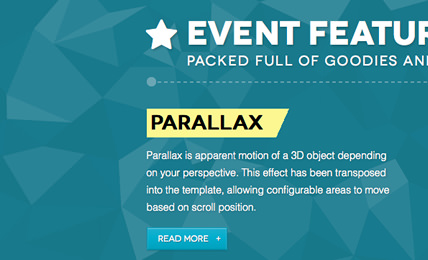 EVENT FEATUR
PACKED FULL OF GOODIES AN
PARALLAX
Parallax is apparent motion of a 3D object depending
on your perspective. This effect has been transposed
into the template, allowing configurable areas to move
based on scroll position.
READ MORE +